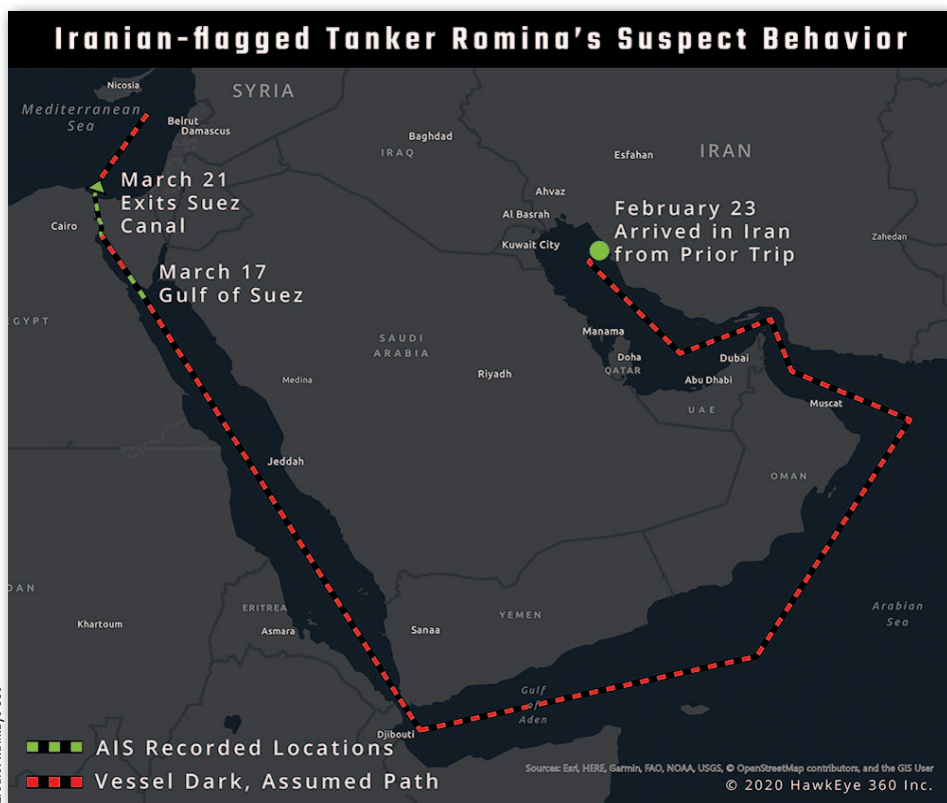 Iranian-flagged Tanker Romina's Suspect Behavior
Nicosia
SYRIA
Mediterranean
Sea
Beirut
Damascus
Baghdad
IRAQ
Esfahan
IRAN
March 21
Exits Suez
Canal
Ahvaz
Al Basrah
Kuwait City
February 23
Arrived in Iran
from Prior Trip
Zahedan
Cairo
March 17
Gulf of Suez
EGYPT
SAUDI
ARABIA
Manama
Doha
QATAR
Dubai
Abu Dhabi
Riyadh
Medina
UAE
Muscat
Jeddah
OMAN
ERITREA
Asmara
Khartoum
Sanaa
YEMEN
Arabian
Sea
Gulf
of
Aden
Djibouti
AIS Recorded Locations
Vessel Dark, Assumed Path
Sources: Esri, HERE, Garmin, FAO, NOAA, USGS, © OpenStreetMap contributors, and the GIS User
© 2020 HawkEye 360 Inc.